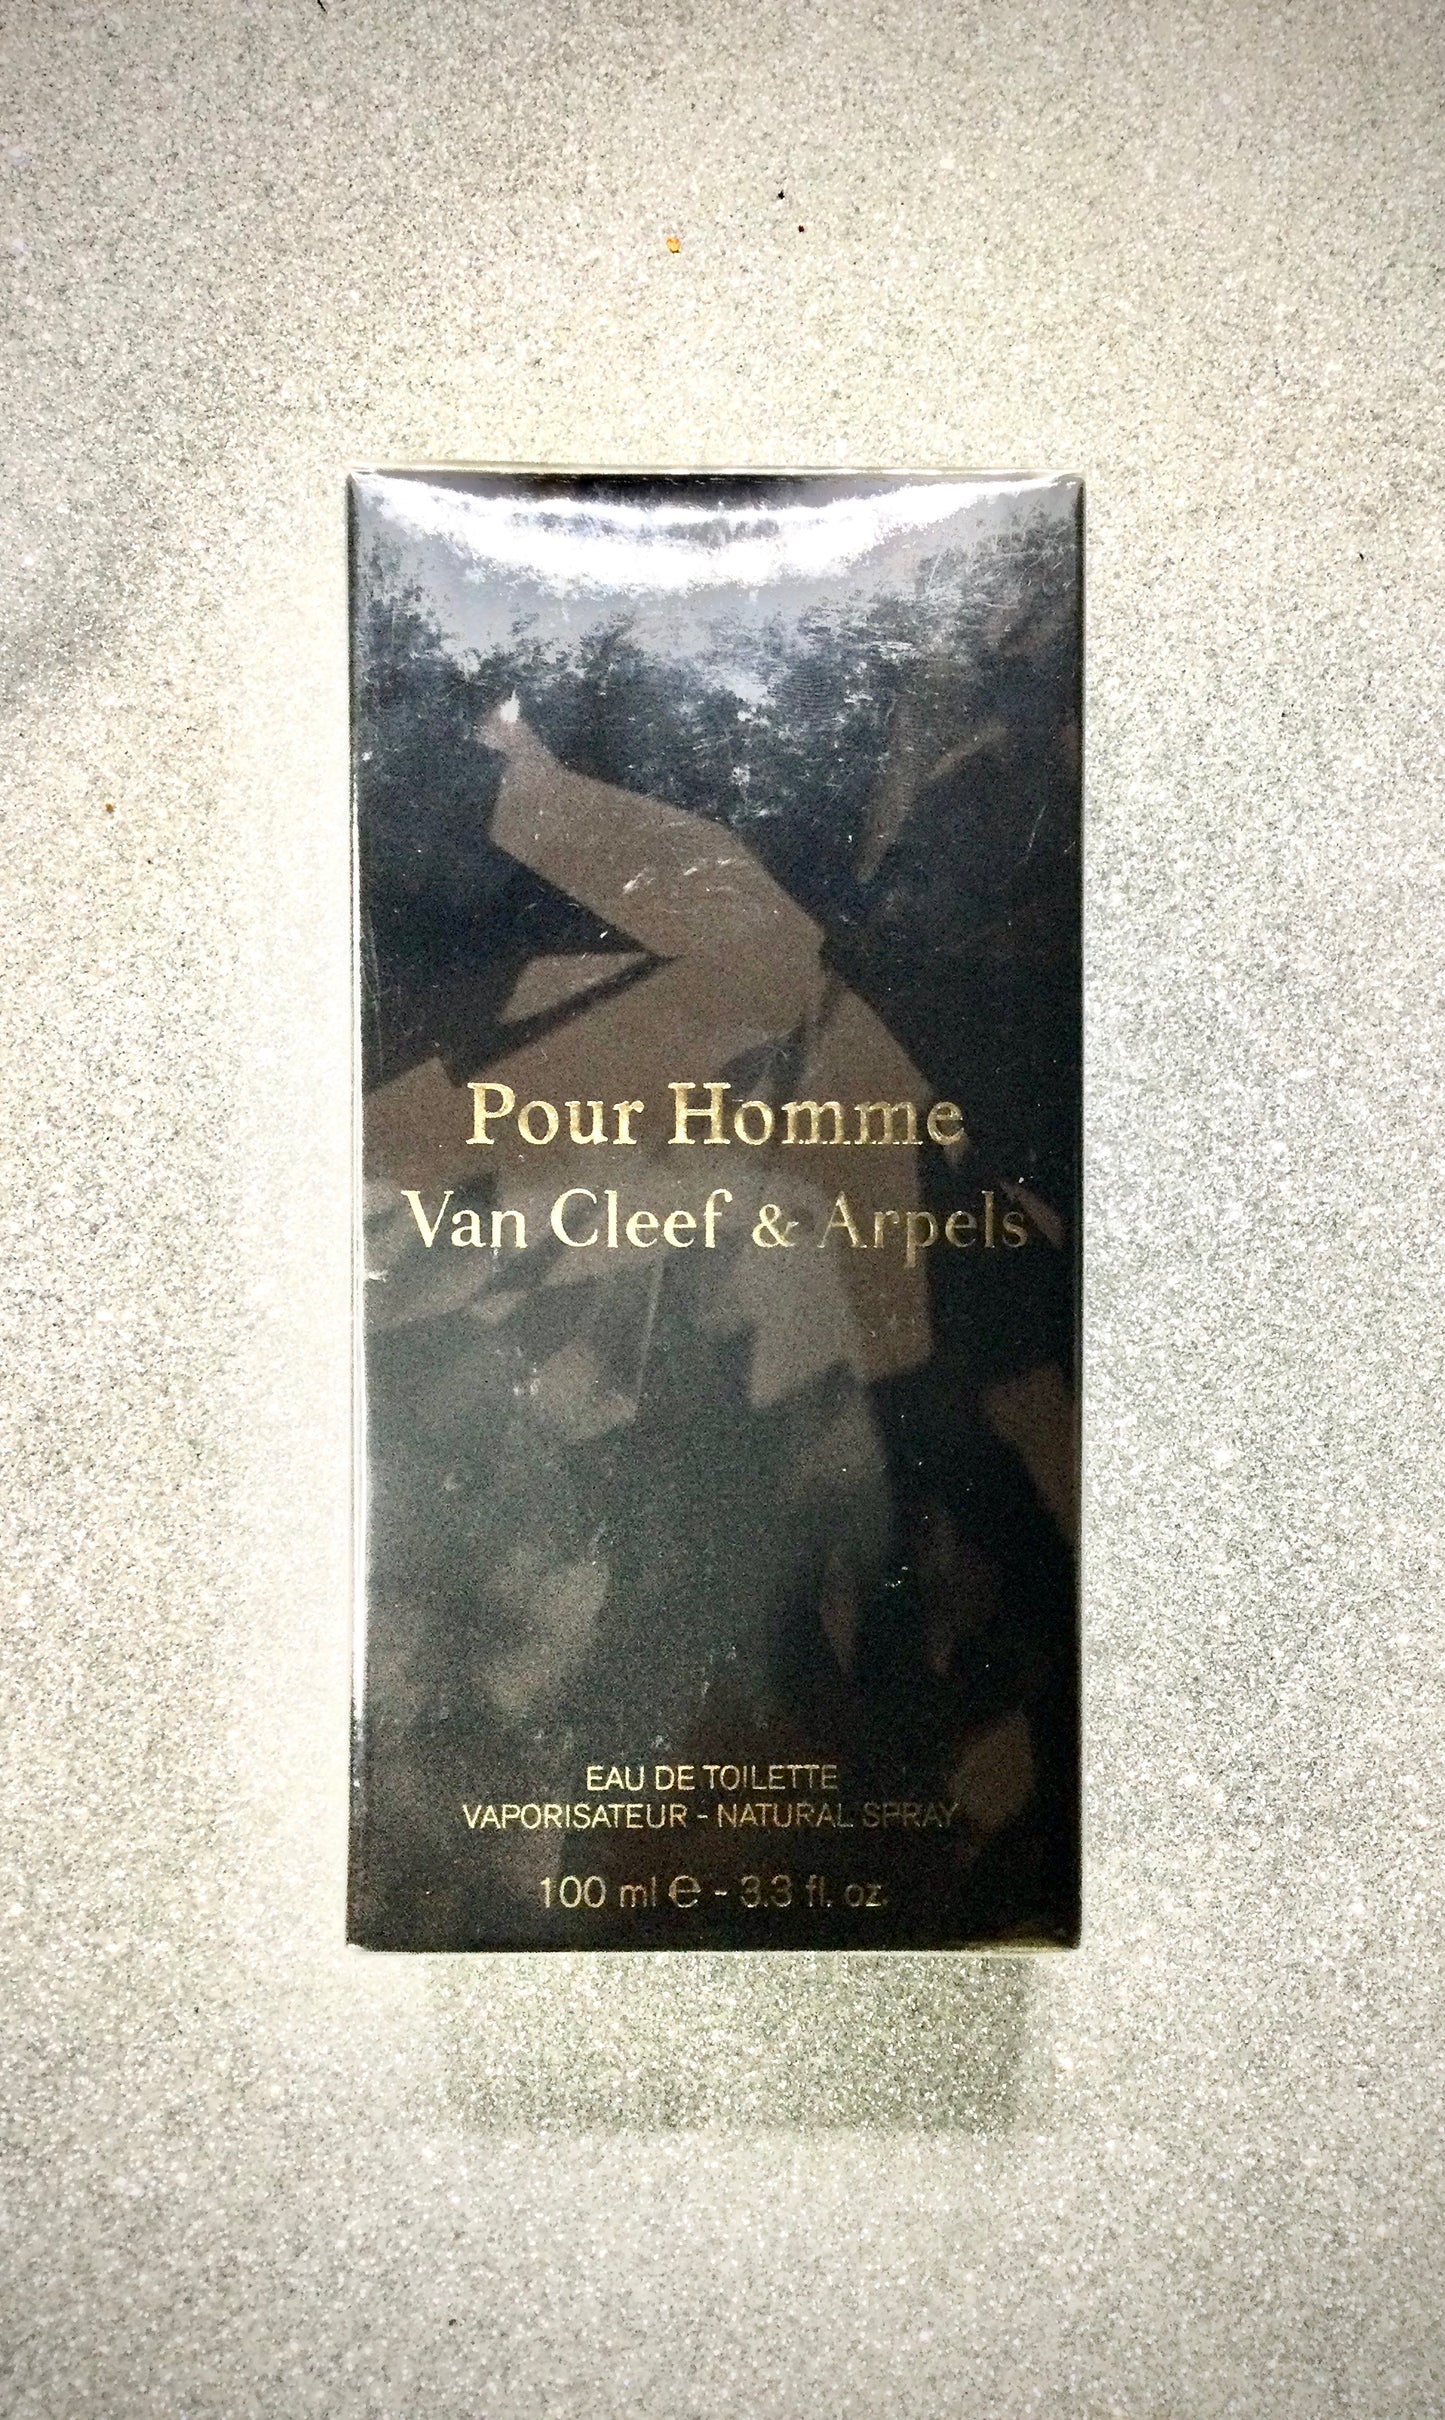 Pour Homme
Van Cleef & Arpels
EAU DE TOILETTE
VAPORISATEUR - NATURAL SPRAY
100 ml ℮ - 3.3 fl. oz.